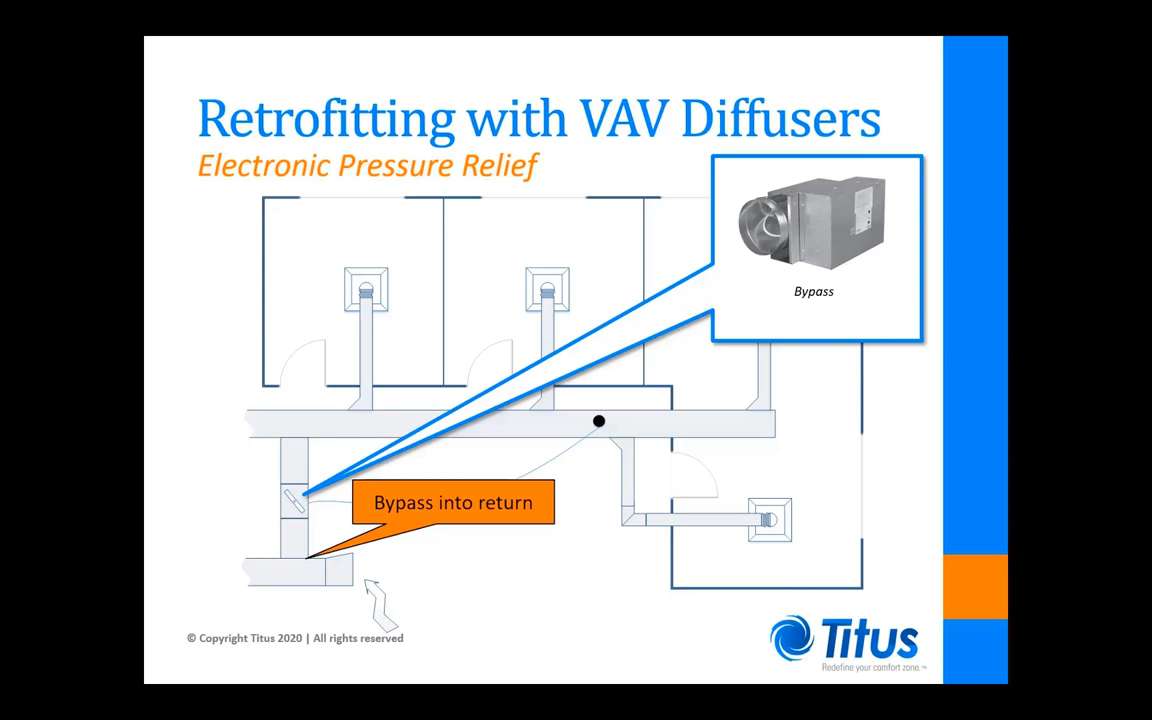 Retrofitting with VAV Diffusers
Electronic Pressure Relief
Bypass
Bypass into return
© Copyright Titus 2020 | All rights reserved
Titus
Redefine your comfort zone.™